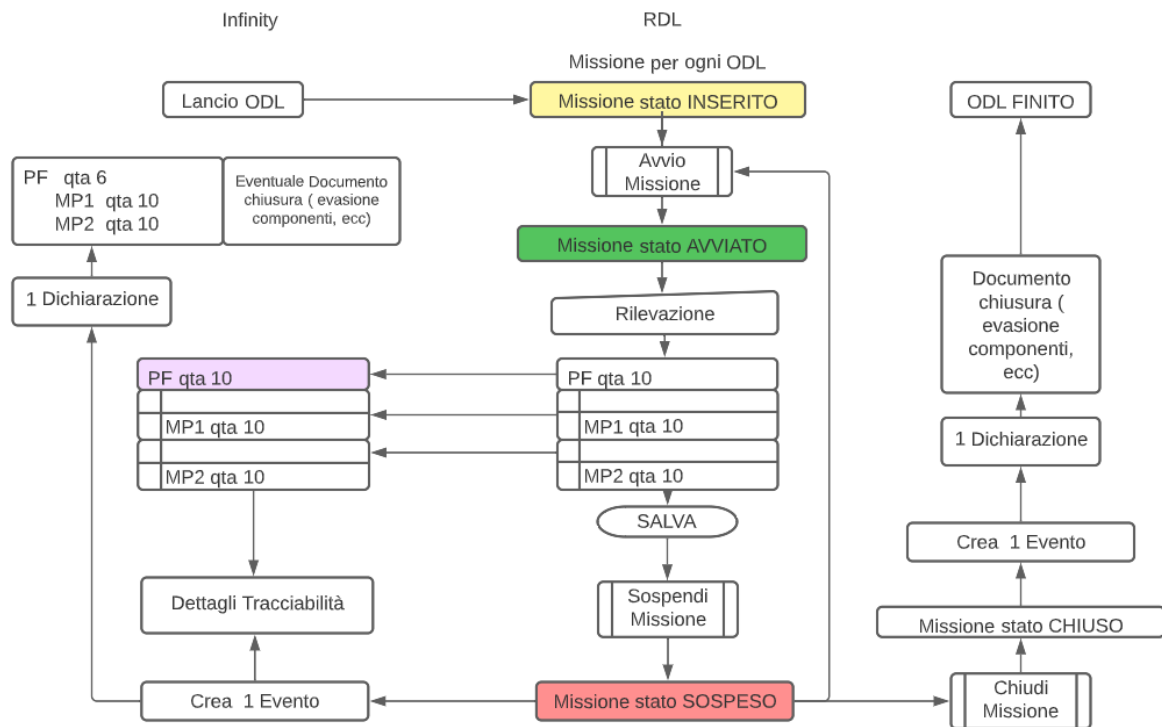 Infinity
RDL
Missione per ogni ODL
Lancio ODL
Missione stato INSERITO
ODL FINITO
Avvio
Missione
PF   qta 6
MP1  qta 10
MP2  qta 10
Eventuale Documento
chiusura ( evasione
componenti, ecc)
Missione stato AVVIATO
1 Dichiarazione
Rilevazione
Documento
chiusura (
evasione
componenti,
ecc)
PF qta 10
MP1 qta 10
MP2 qta 10
PF qta 10
MP1 qta 10
MP2 qta 10
1 Dichiarazione
SALVA
Crea  1 Evento
Dettagli Tracciabilità
Sospendi
Missione
Missione stato CHIUSO
Crea  1 Evento
Missione stato SOSPESO
Chiudi
Missione